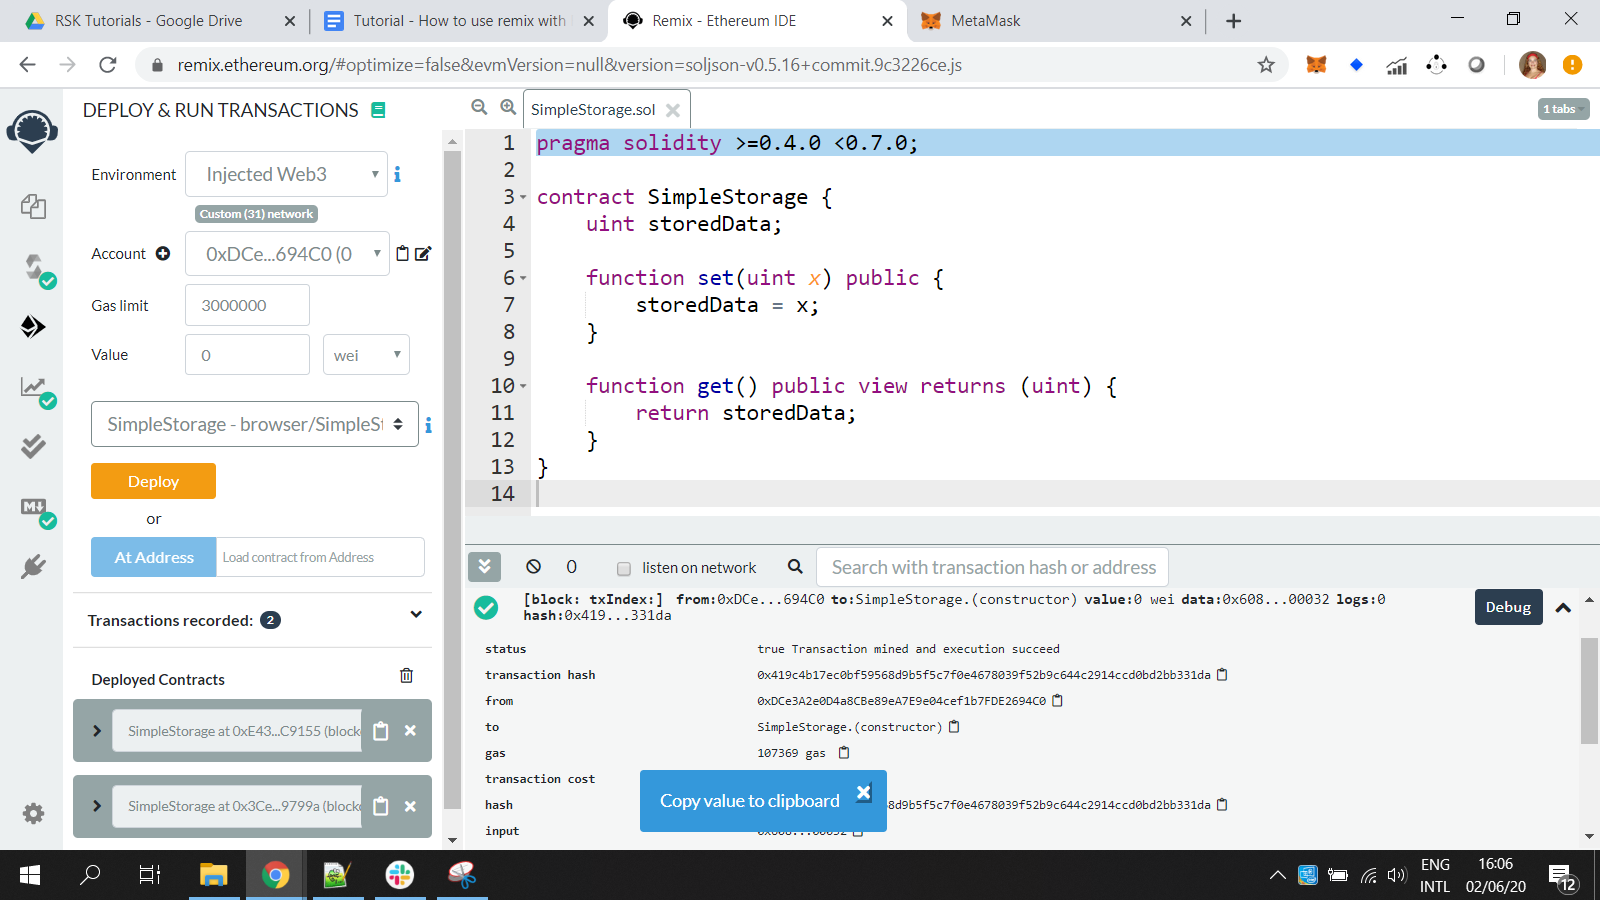 RSK Tutorials - Google Drive
Tutorial - How to use remix with
Remix - Ethereum IDE
MetaMask
remix.ethereum.org/#optimize=false&evmVersion=null&version=soljson-v0.5.16+commit.9c3226ce.js
DEPLOY & RUN TRANSACTIONS
Environment
Injected Web3
Custom (31) network
Account
0xDCe...694C0 (0
Gas limit
3000000
Value
0
wei
SimpleStorage - browser/SimpleSt
Deploy
or
At Address
Load contract from Address
Transactions recorded: 2
Deployed Contracts
SimpleStorage at 0xE43...C9155 (block
SimpleStorage at 0x3Ce...9799a (block
SimpleStorage.sol
1 tabs
1 pragma solidity >=0.4.0 <0.7.0;
2
3 contract SimpleStorage {
4 uint storedData;
5
6 function set(uint x) public {
7 storedData = x;
8 }
9
10 function get() public view returns (uint) {
11 return storedData;
12 }
13 }
14
0
listen on network
Search with transaction hash or address
[block: txIndex:] from:0xDCe...694C0 to:SimpleStorage.(constructor) value:0 wei data:0x608...00032 logs:0
hash:0x419...331da
Debug
status true Transaction mined and execution succeed
transaction hash 0x419c4b17ec0bf59568d9b5f5c7f0e4678039f52b9c644c2914ccd0bd2bb331da
from 0xDCe3A2e0D4a8CBe89eA7E9e04cef1b7FDE2694C0
to SimpleStorage.(constructor)
gas 107369 gas
transaction cost
hash 8d9b5f5c7f0e4678039f52b9c644c2914ccd0bd2bb331da
input
Copy value to clipboard
M↓
ENG
INTL
16:06
02/06/20
12